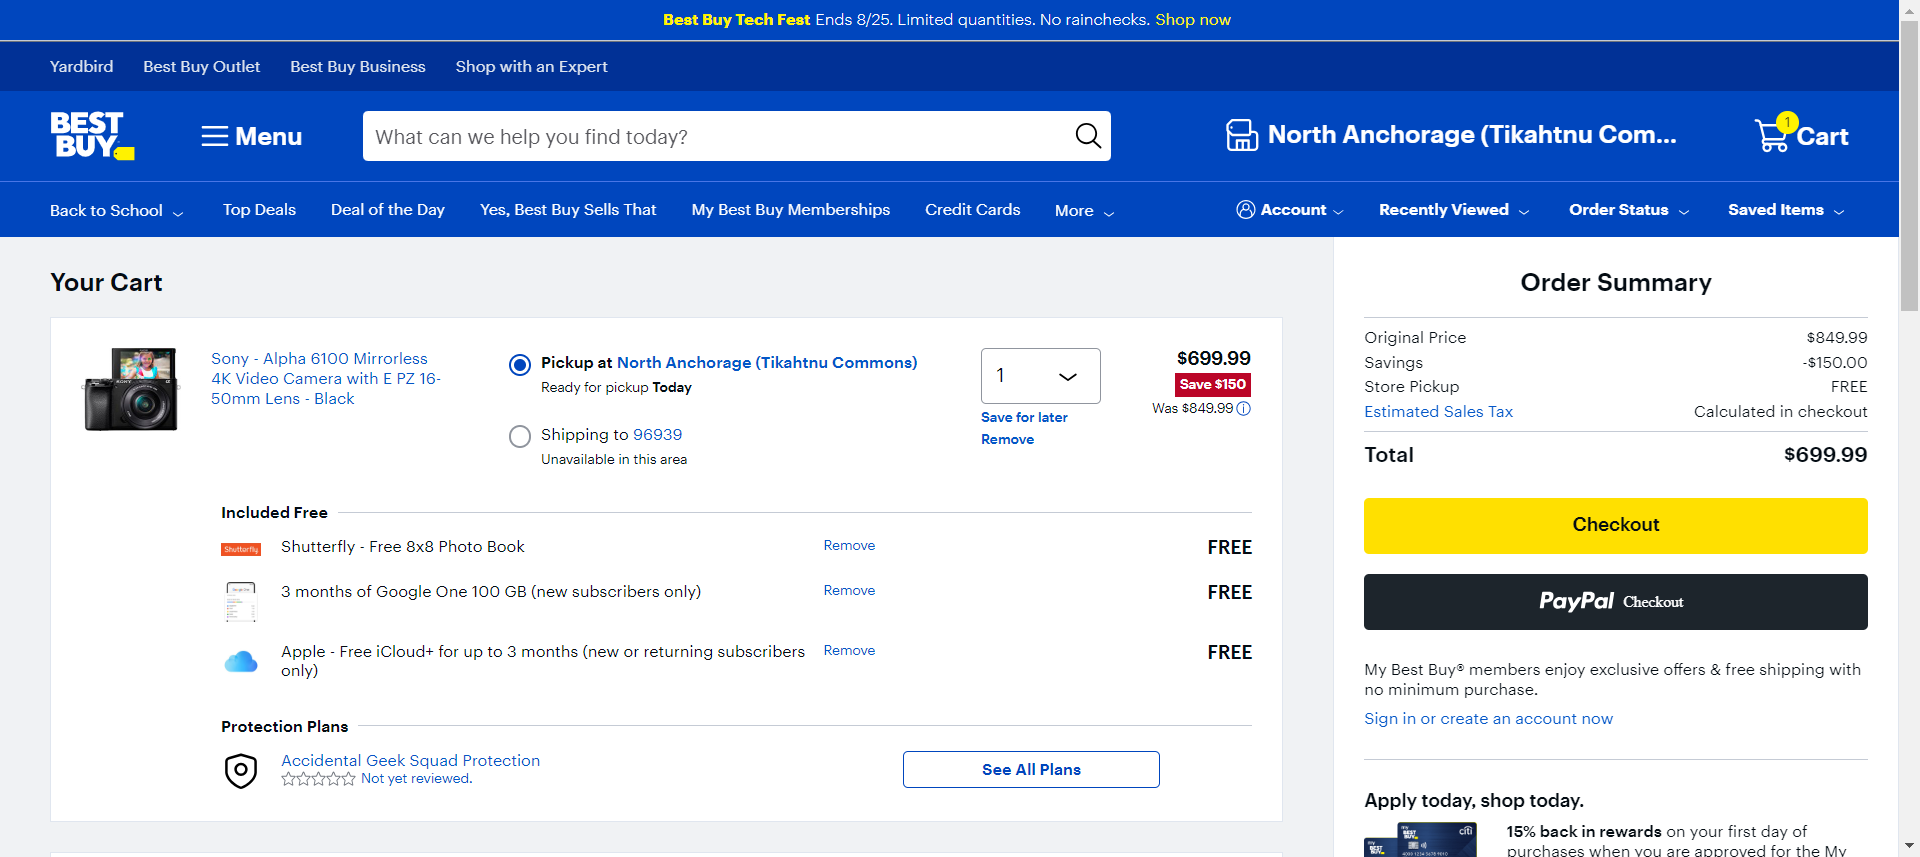 Best Buy Tech Fest Ends 8/25. Limited quantities. No rainchecks. Shop now
Yardbird Best Buy Outlet Best Buy Business Shop with an Expert
BEST BUY
Menu
What can we help you find today?
North Anchorage (Tikahtnu Com...
1
Cart
Back to School Top Deals Deal of the Day Yes, Best Buy Sells That My Best Buy Memberships Credit Cards More Account Recently Viewed Order Status Saved Items
Your Cart
Sony - Alpha 6100 Mirrorless
4K Video Camera with E PZ 16-
50mm Lens - Black
Pickup at North Anchorage (Tikahtnu Commons)
Ready for pickup Today
Shipping to 96939
Unavailable in this area
1
Save for later
Remove
$699.99
Save $150
Was $849.99
Included Free
Shutterfly
Shutterfly - Free 8x8 Photo Book Remove FREE
3 months of Google One 100 GB (new subscribers only) Remove FREE
Apple - Free iCloud+ for up to 3 months (new or returning subscribers
only)
Remove FREE
Protection Plans
Accidental Geek Squad Protection
Not yet reviewed.
See All Plans
Order Summary
Original Price $849.99
Savings -$150.00
Store Pickup FREE
Estimated Sales Tax Calculated in checkout
Total $699.99
Checkout
PayPal Checkout
My Best Buy® members enjoy exclusive offers & free shipping with
no minimum purchase.
Sign in or create an account now
Apply today, shop today.
my BEST BUY
citi
15% back in rewards on your first day of
purchases when you are approved for the My